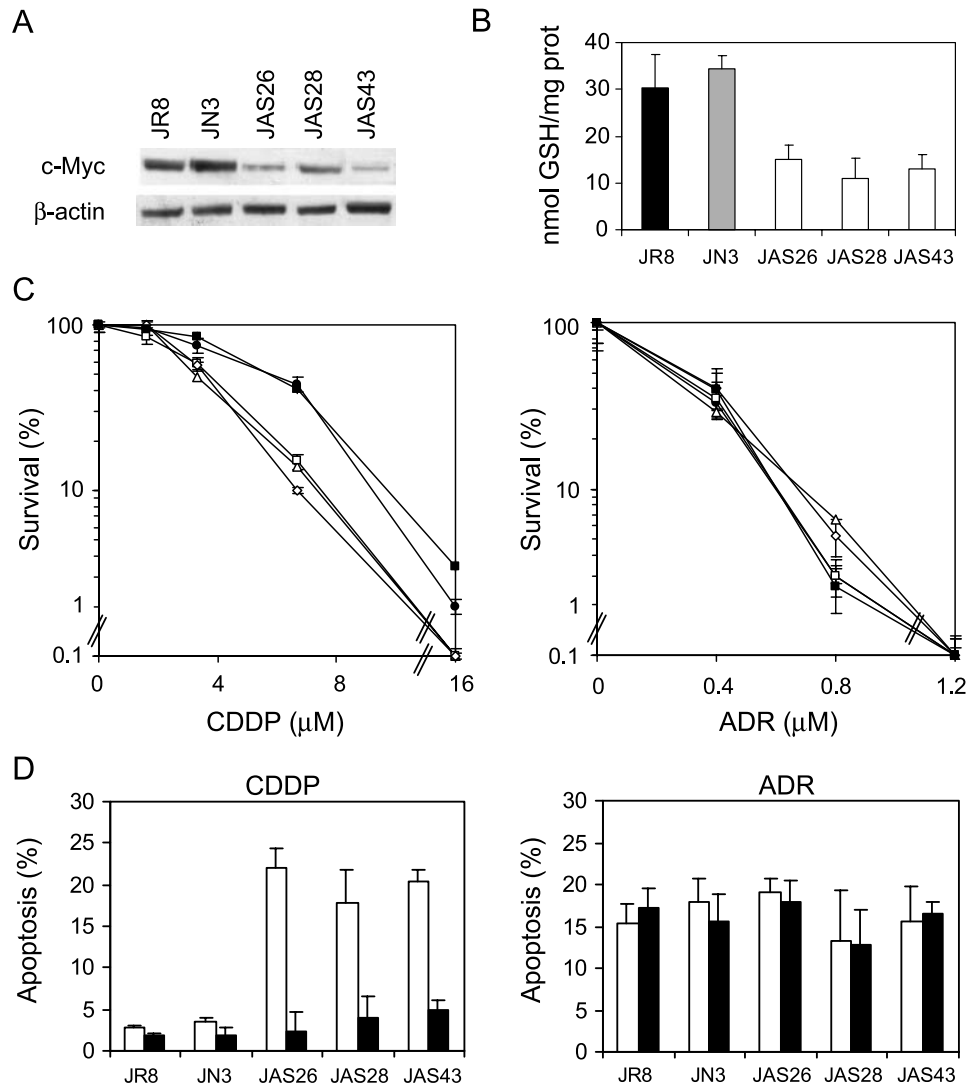 A
JR8 JN3 JAS26 JAS28 JAS43
c-Myc
β-actin
B
nmol GSH/mg prot
40
30
20
10
0
JR8 JN3 JAS26 JAS28 JAS43
C
Survival (%)
100
10
1
0.1
0 4 8 16
CDDP (μM)
Survival (%)
100
10
1
0.1
0 0.4 0.8 1.2
ADR (μM)
D
CDDP
Apoptosis (%)
30
25
20
15
10
5
0
JR8 JN3 JAS26 JAS28 JAS43
ADR
Apoptosis (%)
30
25
20
15
10
5
0
JR8 JN3 JAS26 JAS28 JAS43